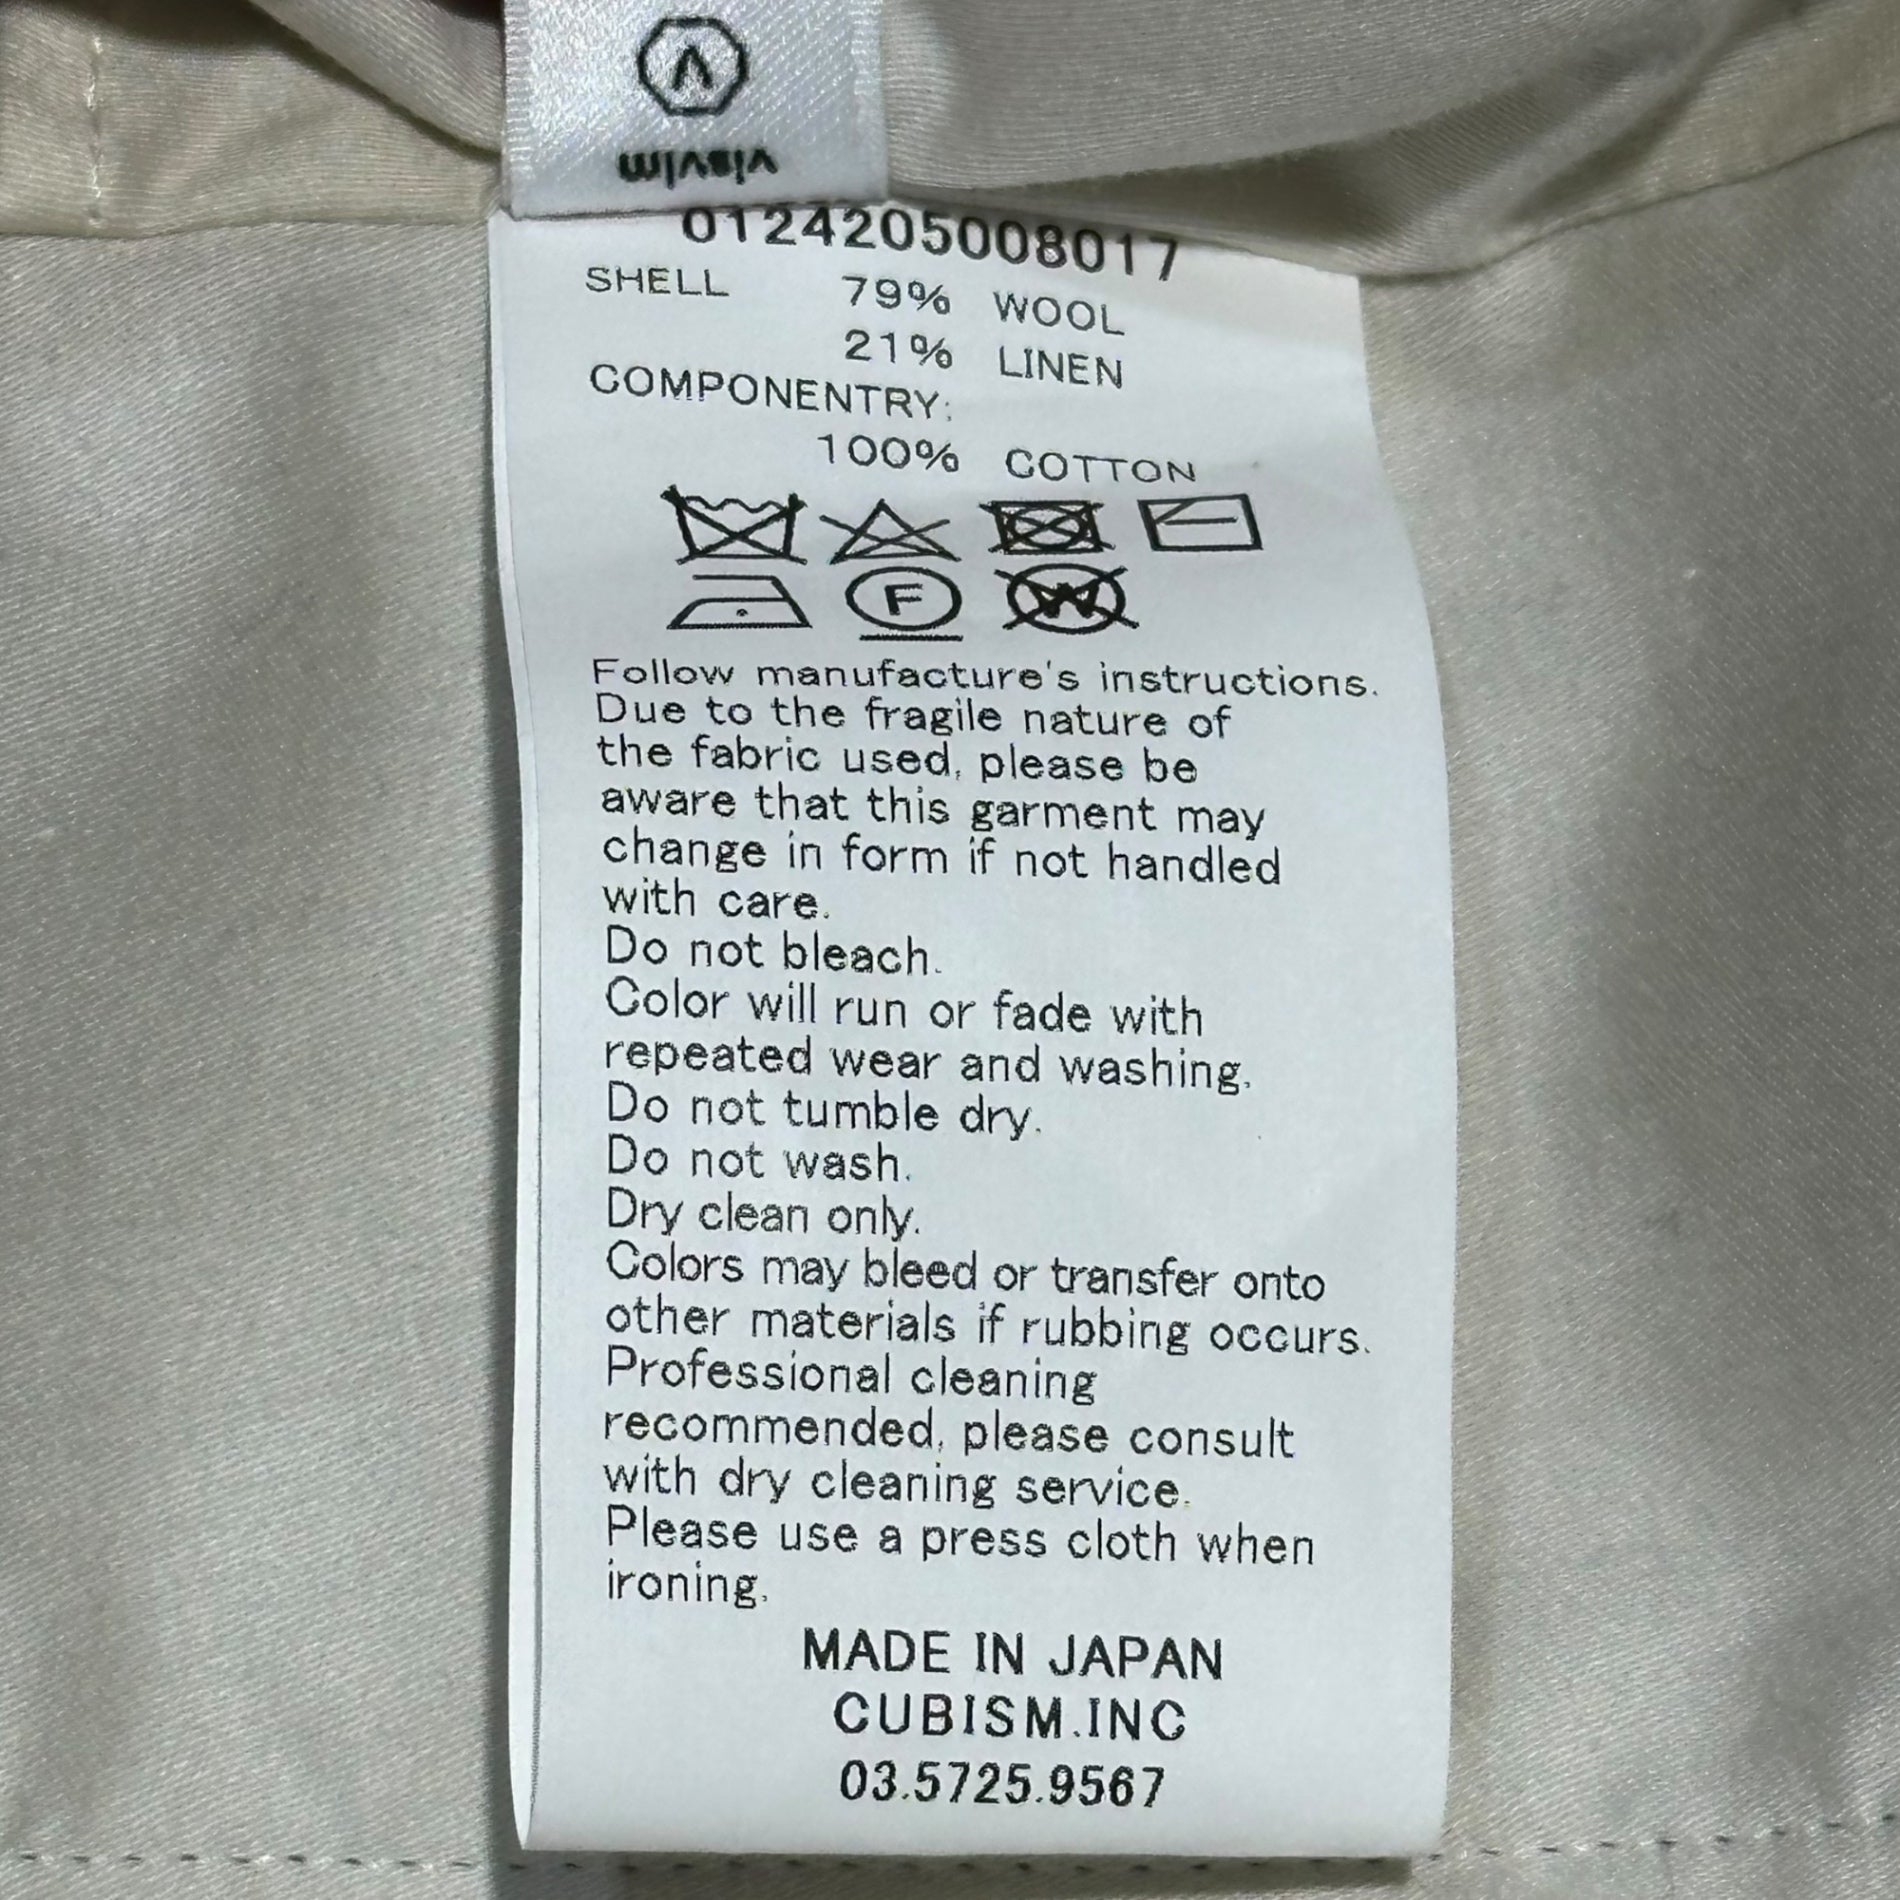 visvim
0124205008017
SHELL 79% WOOL
21% LINEN
COMPONENTRY:
100% COTTON
F
W
Follow manufacture's instructions.
Due to the fragile nature of
the fabric used, please be
aware that this garment may
change in form if not handled
with care.
Do not bleach.
Color will run or fade with
repeated wear and washing.
Do not tumble dry.
Do not wash.
Dry clean only.
Colors may bleed or transfer onto
other materials if rubbing occurs.
Professional cleaning
recommended, please consult
with dry cleaning service.
Please use a press cloth when
ironing.
MADE IN JAPAN
CUBISM.INC
03.5725.9567